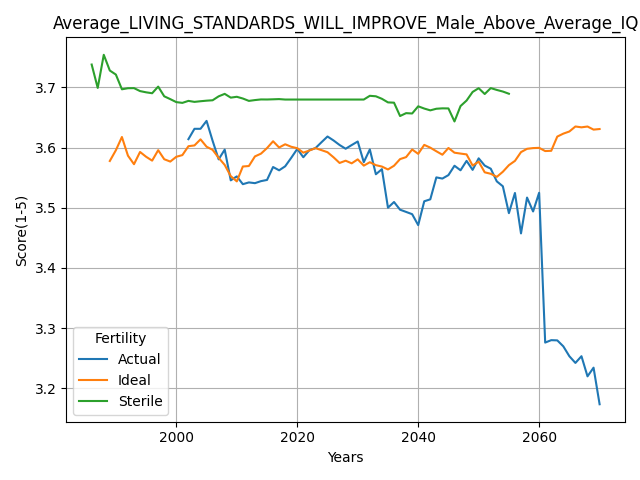 Average_LIVING_STANDARDS_WILL_IMPROVE_Male_Above_Average_IQ
Score(1-5)
3.7
3.6
3.5
3.4
3.3
3.2
Fertility
Actual
Ideal
Sterile
2000 2020 2040 2060
Years